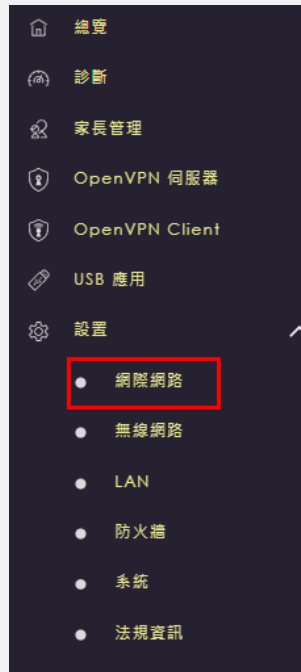 總覽
診斷
家長管理
OpenVPN 伺服器
OpenVPN Client
USB 應用
設置
網際網路
無線網路
LAN
防火牆
系統
法規資訊